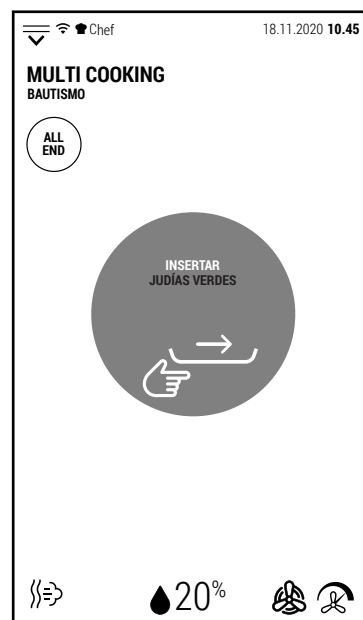 Chef 18.11.2020 10.45
MULTI COOKING
BAUTISMO
ALL
END
INSERTAR
JUDÍAS VERDES
20%